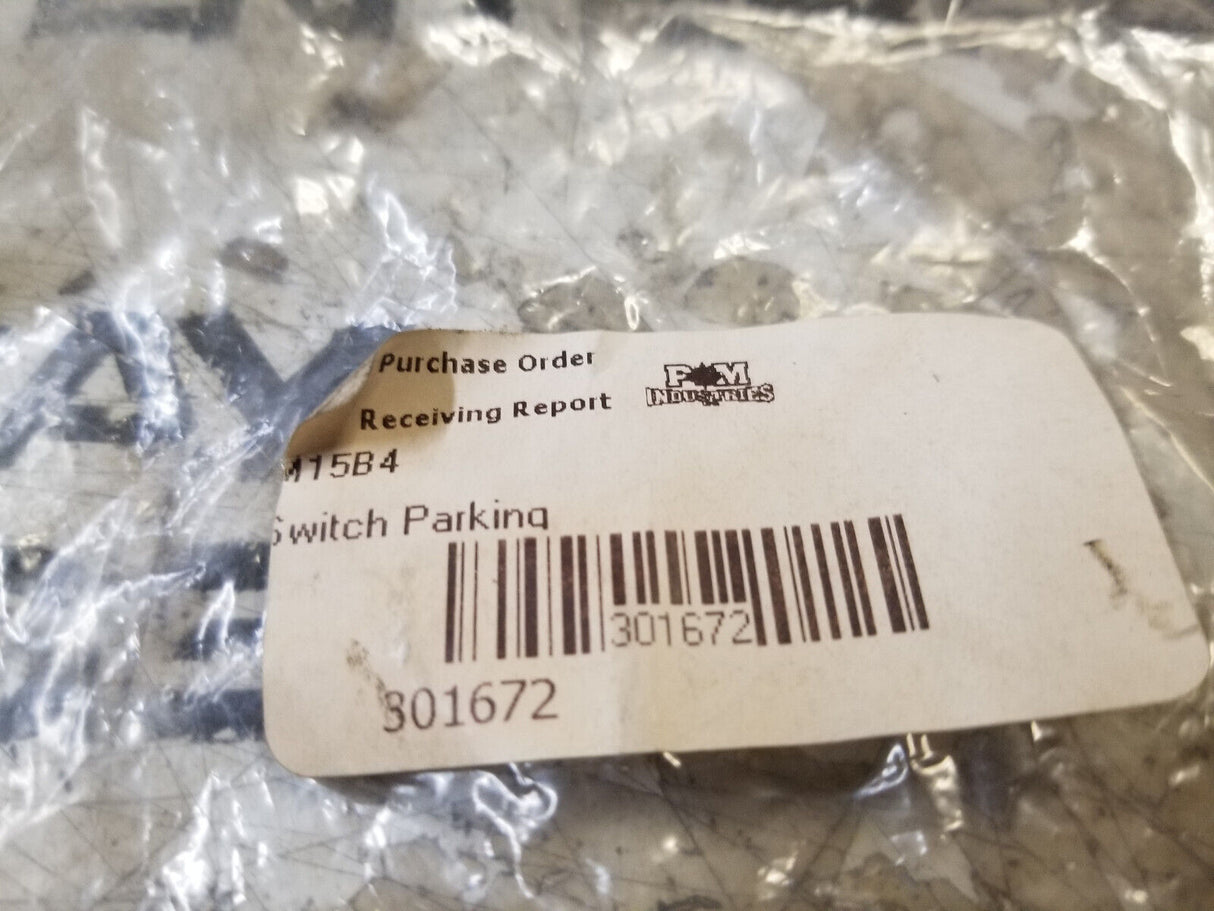 Purchase Order
P M
INDUSTRIES
Receiving Report
M15B4
Switch Parking
301672
301672